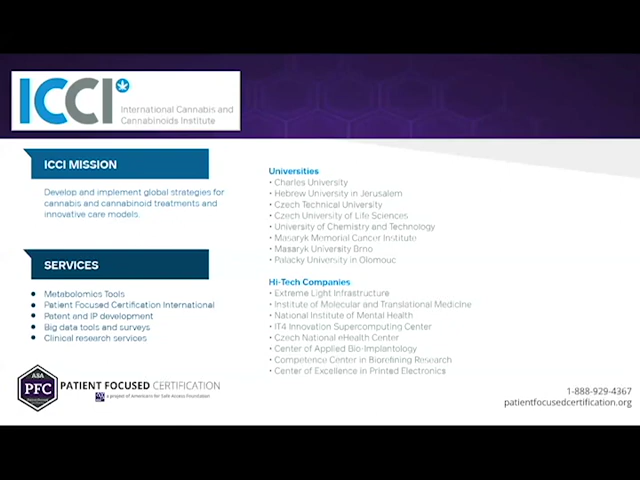 ICCI
International Cannabis and
Cannabinoids Institute
ICCI MISSION
Develop and implement global strategies for
cannabis and cannabinoid treatments and
innovative care models.
SERVICES
• Metabolomics Tools
• Patient Focused Certification International
• Patent and IP development
• Big data tools and surveys
• Clinical research services
Universities
• Charles University
• Hebrew University in Jerusalem
• Czech Technical University
• Czech University of Life Sciences
• University of Chemistry and Technology
• Masaryk Memorial Cancer Institute
• Masaryk University Brno
• Palacky University in Olomouc
Hi-Tech Companies
• Extreme Light Infrastructure
• Institute of Molecular and Translational Medicine
• National Institute of Mental Health
• IT4 Innovation Supercomputing Center
• Czech National eHealth Center
• Center of Applied Bio-Implantology
• Competence Center in Biorefining Research
• Center of Excellence in Printed Electronics
ASA
PFC
PATIENT FOCUSED CERTIFICATION
a project of Americans for Safe Access Foundation
1-888-929-4367
patientfocusedcertification.org